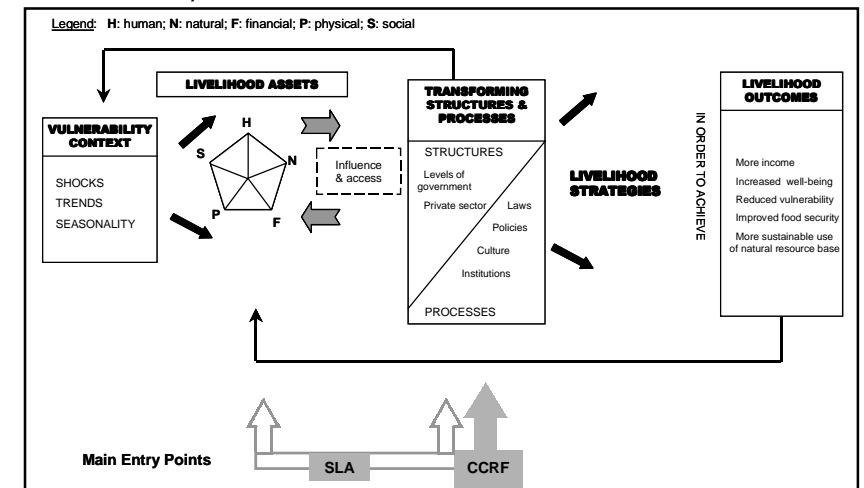 Legend: H: human; N: natural; F: financial; P: physical; S: social
LIVELIHOOD ASSETS
VULNERABILITY
CONTEXT
SHOCKS
TRENDS
SEASONALITY
H
S
N
P
F
Influence
& access
TRANSFORMING
STRUCTURES &
PROCESSES
STRUCTURES
Levels of
government
Private sector
Laws
Policies
Culture
Institutions
PROCESSES
LIVELIHOOD
STRATEGIES
IN ORDER TO ACHIEVE
LIVELIHOOD
OUTCOMES
More income
Increased well-being
Reduced vulnerability
Improved food security
More sustainable use
of natural resource base
Main Entry Points
SLA
CCRF